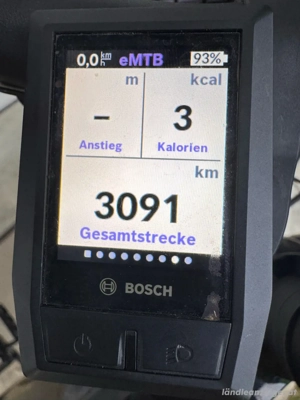 0,0 km/h eMTB 93%
m kcal
– 3
Anstieg Kalorien
km
3091
Gesamtstrecke
BOSCH